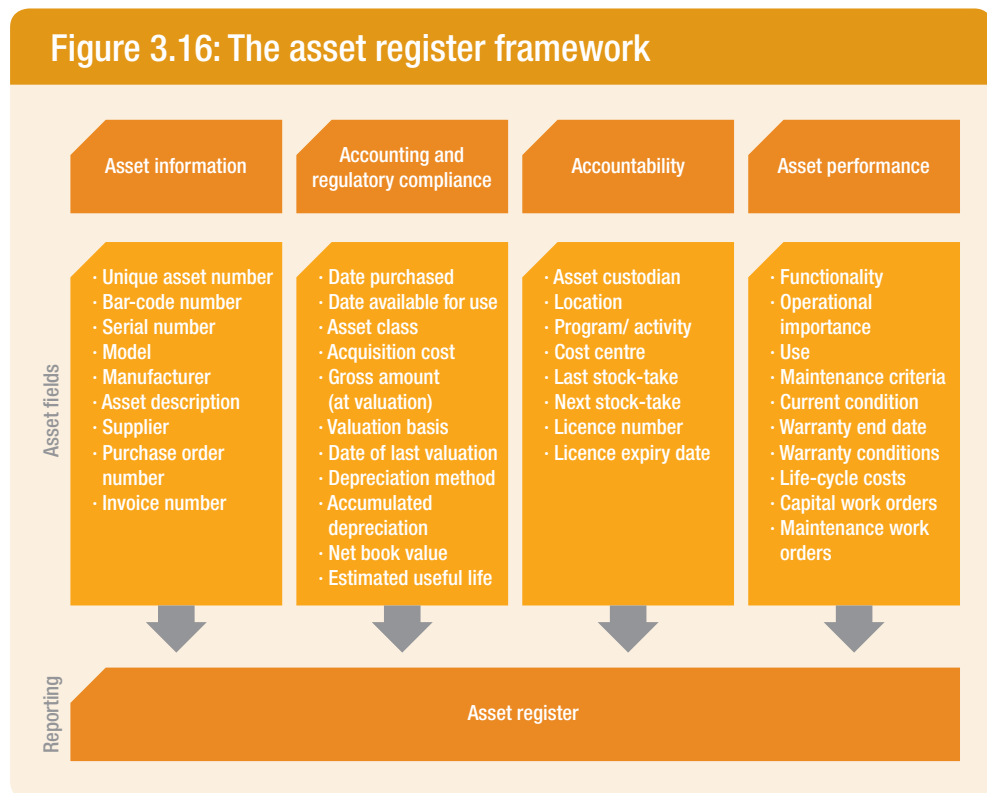 Figure 3.16: The asset register framework
Asset information
Accounting and
regulatory compliance
Accountability
Asset performance
Asset fields
· Unique asset number
· Bar-code number
· Serial number
· Model
· Manufacturer
· Asset description
· Supplier
· Purchase order
number
· Invoice number
· Date purchased
· Date available for use
· Asset class
· Acquisition cost
· Gross amount
(at valuation)
· Valuation basis
· Date of last valuation
· Depreciation method
· Accumulated
depreciation
· Net book value
· Estimated useful life
· Asset custodian
· Location
· Program/ activity
· Cost centre
· Last stock-take
· Next stock-take
· Licence number
· Licence expiry date
· Functionality
· Operational
importance
· Use
· Maintenance criteria
· Current condition
· Warranty end date
· Warranty conditions
· Life-cycle costs
· Capital work orders
· Maintenance work
orders
Reporting
Asset register